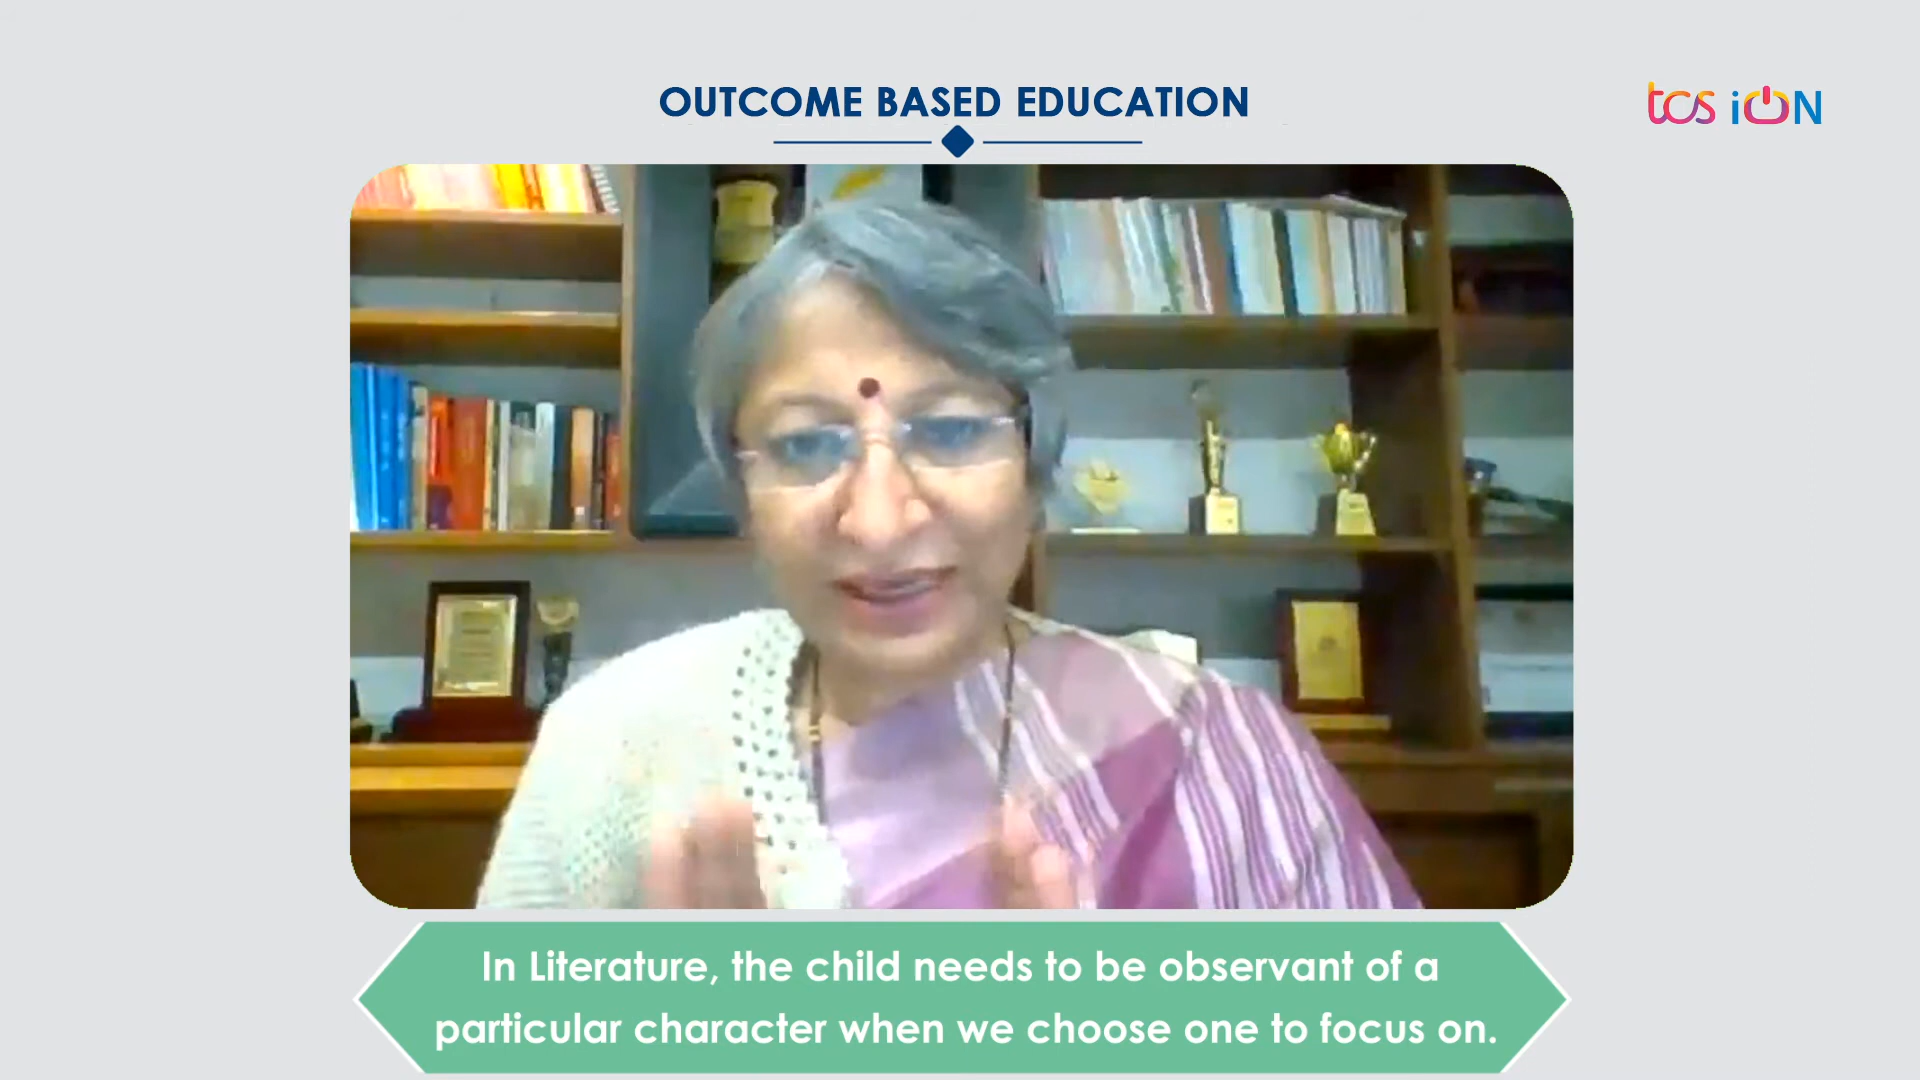 OUTCOME BASED EDUCATION
tcs iON
In Literature, the child needs to be observant of a
particular character when we choose one to focus on.